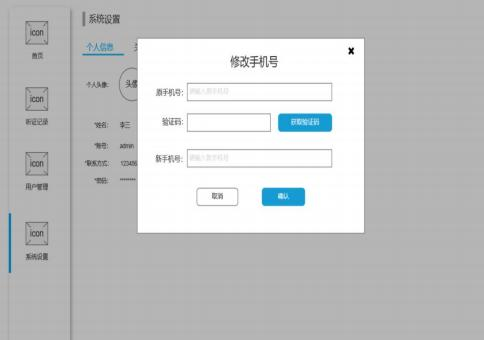 icon
首页
icon
听证记录
icon
用户管理
icon
系统设置
系统设置
个人信息
个人头像:
头像
*姓名: 李三
*账号: admin
*联系方式: 123456
*密码: ********
修改手机号
原手机号: 请输入原手机号
验证码:
获取验证码
新手机号: 请输入新手机号
取消
确认